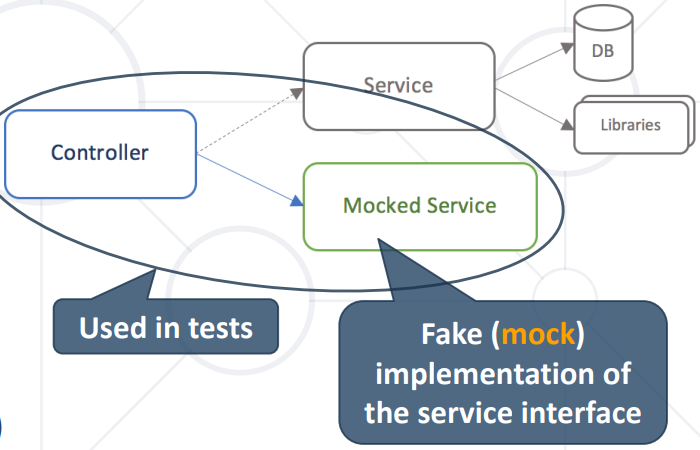 DB
Service
Libraries
Controller
Mocked Service
Used in tests
Fake (mock)
implementation of
the service interface